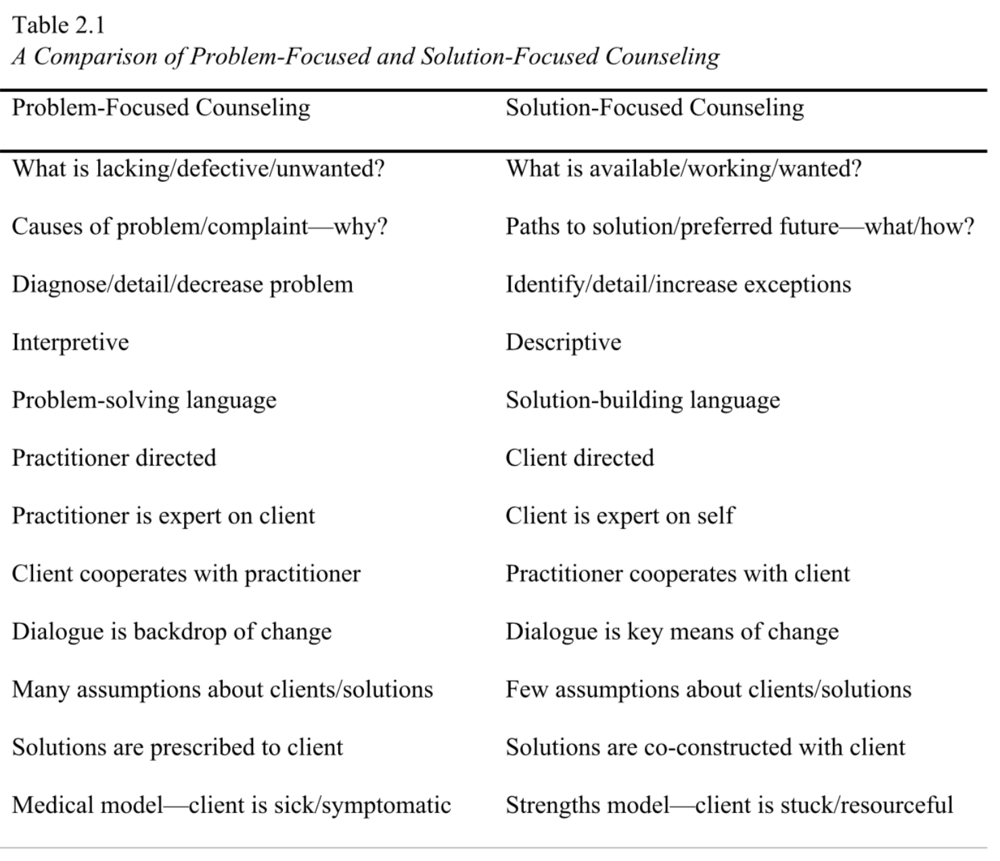 Table 2.1
A Comparison of Problem-Focused and Solution-Focused Counseling
Problem-Focused Counseling Solution-Focused Counseling
What is lacking/defective/unwanted? What is available/working/wanted?
Causes of problem/complaint—why? Paths to solution/preferred future—what/how?
Diagnose/detail/decrease problem Identify/detail/increase exceptions
Interpretive Descriptive
Problem-solving language Solution-building language
Practitioner directed Client directed
Practitioner is expert on client Client is expert on self
Client cooperates with practitioner Practitioner cooperates with client
Dialogue is backdrop of change Dialogue is key means of change
Many assumptions about clients/solutions Few assumptions about clients/solutions
Solutions are prescribed to client Solutions are co-constructed with client
Medical model—client is sick/symptomatic Strengths model—client is stuck/resourceful